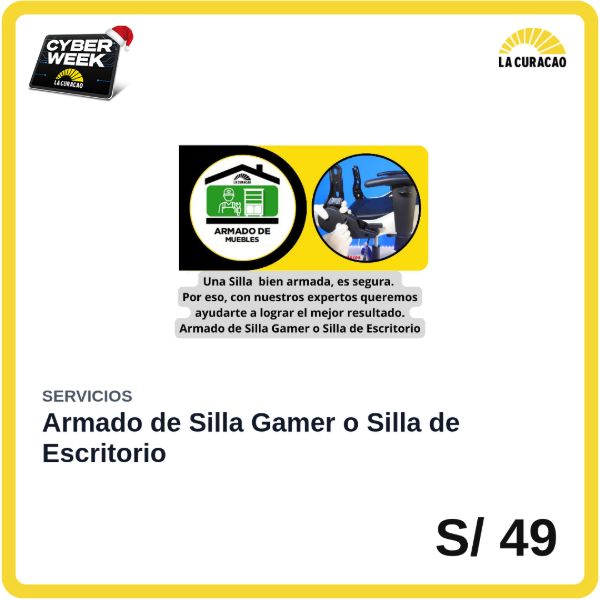 CYBER
WEEK
LA CURACAO
LA CURACAO
LA CURACAO
ARMADO DE
MUEBLES
Una Silla bien armada, es segura.
Por eso, con nuestros expertos queremos
ayudarte a lograr el mejor resultado.
Armado de Silla Gamer o Silla de Escritorio
SERVICIOS
Armado de Silla Gamer o Silla de
Escritorio
S/ 49